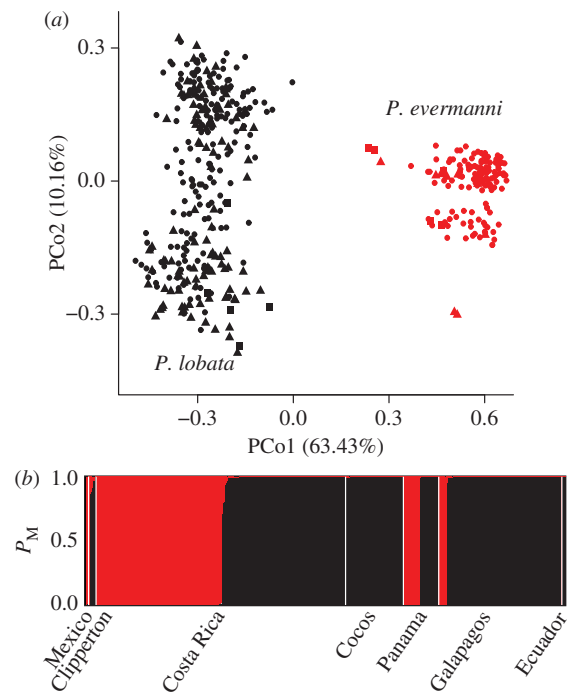 (a)
0.3
P. evermanni
PCo2 (10.16%)
0.0
−0.3
P. lobata
−0.3 0.0 0.3 0.6
PCo1 (63.43%)
(b)
1.0
PM
0.5
0.0
Mexico
Clipperton
Costa Rica
Cocos
Panama
Galapagos
Ecuador